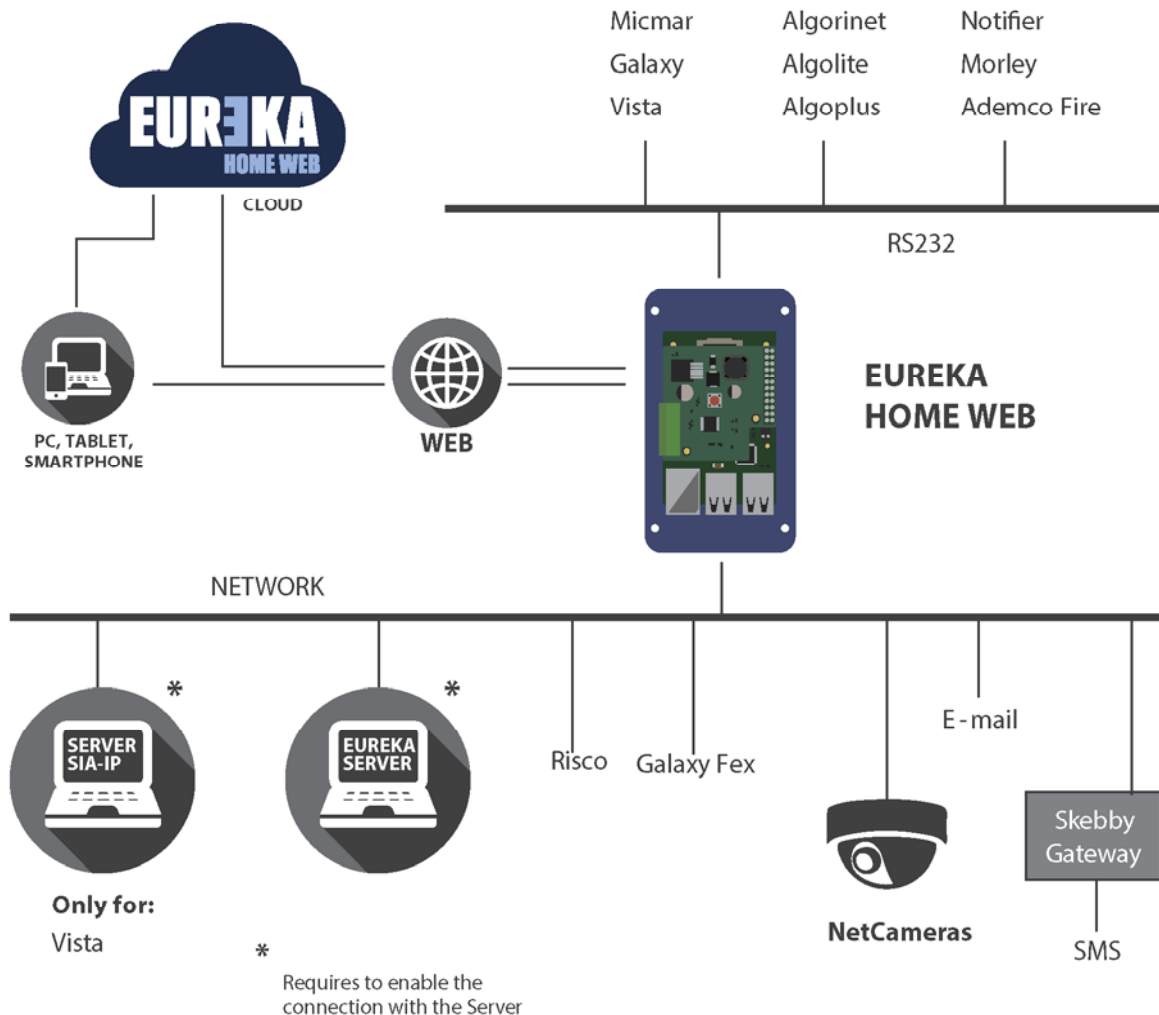 Micmar
Galaxy
Vista
Algorinet
Algolite
Algoplus
Notifier
Morley
Ademco Fire
EUREKA
HOME WEB
CLOUD
RS232
PC, TABLET,
SMARTPHONE
WEB
EUREKA
HOME WEB
NETWORK
*
SERVER
SIA-IP
*
EUREKA
SERVER
Risco
Galaxy Fex
E-mail
Skebby
Gateway
SMS
NetCameras
Only for:
Vista
*
Requires to enable the
connection with the Server